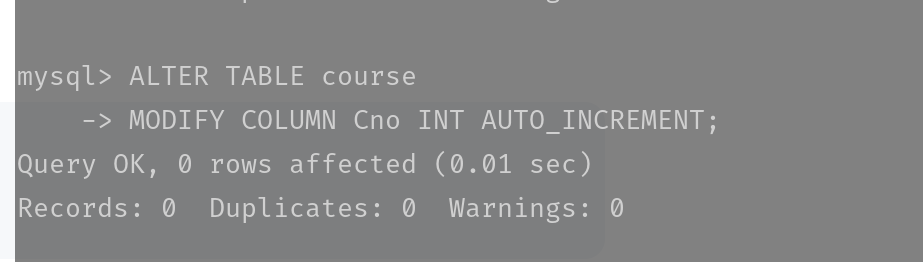 mysql> ALTER TABLE course
    -> MODIFY COLUMN Cno INT AUTO_INCREMENT;
Query OK, 0 rows affected (0.01 sec)
Records: 0  Duplicates: 0  Warnings: 0